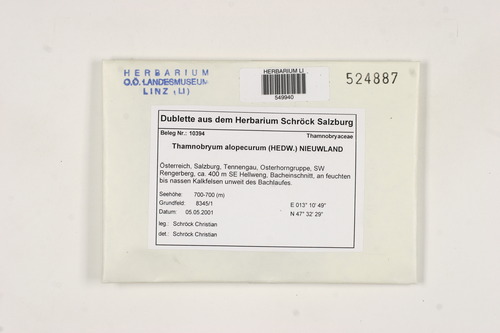 HERBARIUM
O.Ö. LANDESMUSEUM
LINZ (LI)
HERBARIUM LI
549940
524887
Dublette aus dem Herbarium Schröck Salzburg
Beleg Nr.: 10394 Thamnobryaceae
Thamnobryum alopecurum (HEDW.) NIEUWLAND
Österreich, Salzburg, Tennengau, Osterhorngruppe, SW
Rengerberg, ca. 400 m SE Hellweng, Bacheinschnitt, an feuchten
bis nassen Kalkfelsen unweit des Bachlaufes.
Seehöhe: 700-700 (m)
Grundfeld: 8345/1 E 013° 10' 49"
Datum: 05.05.2001 N 47° 32' 29"
leg.: Schröck Christian
det.: Schröck Christian